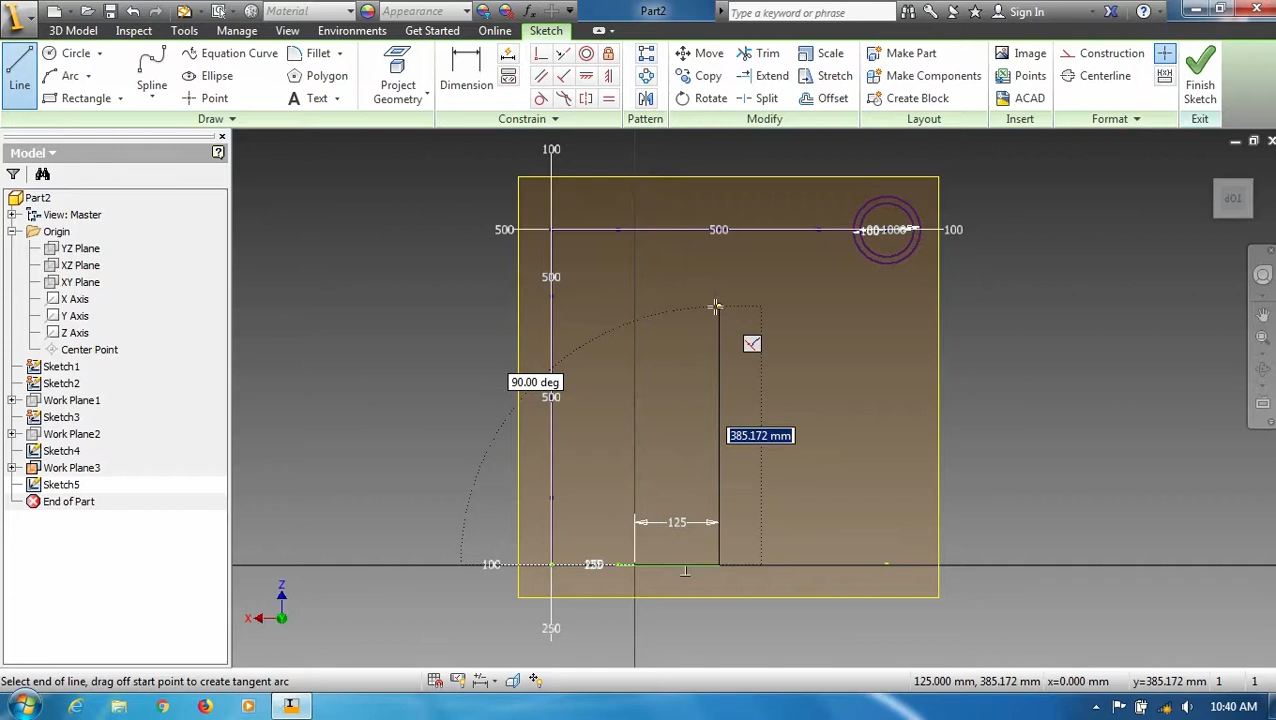 Material
Appearance
Part2
Type a keyword or phrase
Sign In
3D Model Inspect Tools Manage View Environments Get Started Online Sketch
Line
Circle
Arc
Rectangle
Spline
Equation Curve
Ellipse
Point
Fillet
Polygon
Text
Project
Geometry
Dimension
Move
Copy
Rotate
Trim
Extend
Split
Scale
Stretch
Offset
Make Part
Make Components
Create Block
Image
Points
ACAD
Construction
Centerline
Finish
Sketch
Draw
Constrain
Pattern
Modify
Layout
Insert
Format
Exit
Model
Part2
View: Master
Origin
YZ Plane
XZ Plane
XY Plane
X Axis
Y Axis
Z Axis
Center Point
Sketch1
Sketch2
Work Plane1
Sketch3
Work Plane2
Sketch4
Work Plane3
Sketch5
End of Part
100
500
500
100
500
90.00 deg
500
385.172 mm
125
100
250
TOP
Z
X
Select end of line, drag off start point to create tangent arc
125.000 mm, 385.172 mm x=0.000 mm y=385.172 mm 1 1
10:40 AM